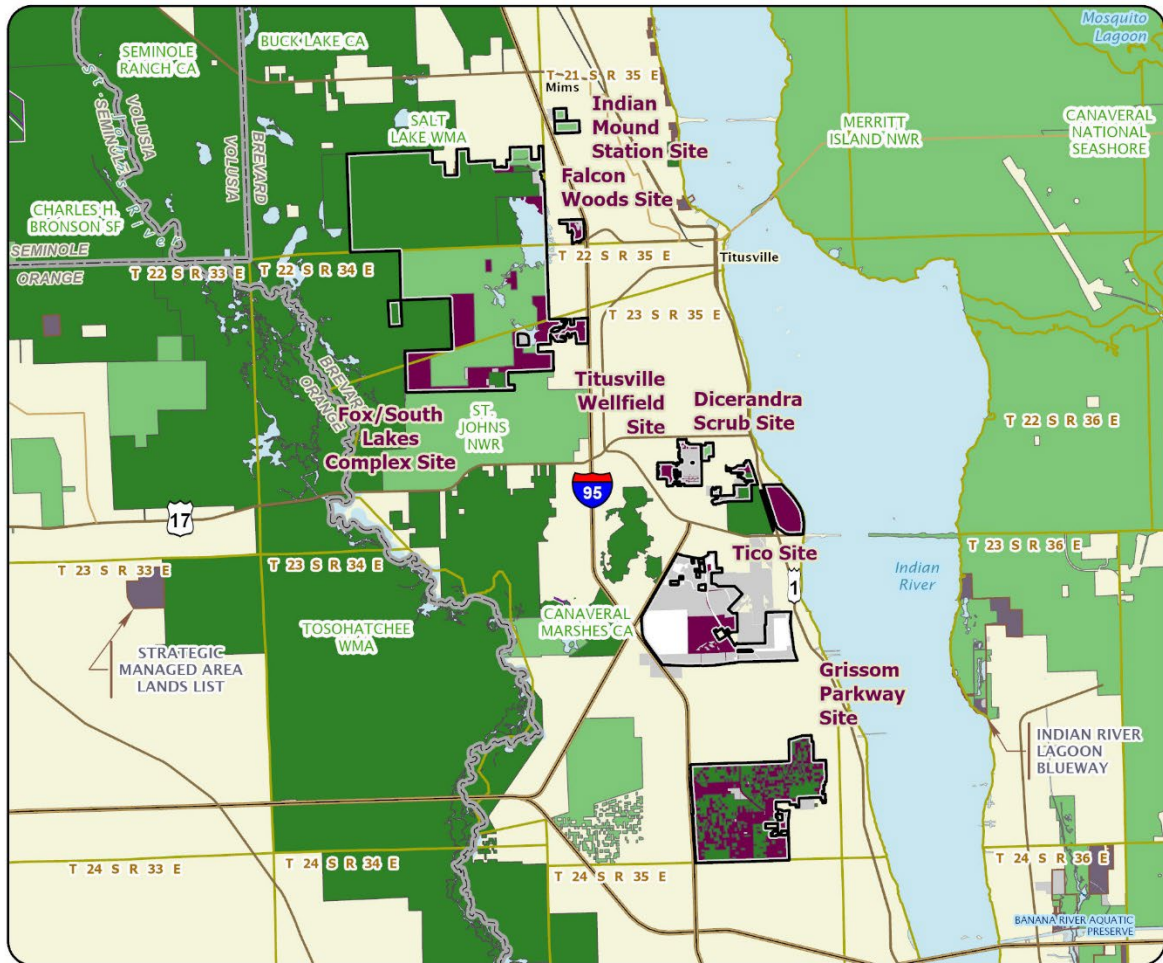 Mosquito
Lagoon
SEMINOLE
RANCH CA
BUCK LAKE CA
T 21 S R 35 E
Mims
St. Johns River
VOLUSIA
SEMINOLE
VOLUSIA
BREVARD
SALT
LAKE WMA
Indian
Mound
Station Site
MERRITT
ISLAND NWR
CANAVERAL
NATIONAL
SEASHORE
Falcon
Woods Site
CHARLES H.
BRONSON SF
SEMINOLE
ORANGE
T 22 S R 33 E
T 22 S R 34 E
T 22 S R 35 E
Titusville
T 23 S R 35 E
BREVARD
ORANGE
Titusville
Wellfield
Site
Dicerandra
Scrub Site
Fox/South
Lakes
Complex Site
ST.
JOHNS
NWR
T 22 S R 36 E
95
17
T 23 S R 33 E
T 23 S R 34 E
Tico Site
T 23 S R 36 E
Indian
River
1
CANAVERAL
MARSHES CA
TOSOHATCHEE
WMA
STRATEGIC
MANAGED AREA
LANDS LIST
Grissom
Parkway
Site
INDIAN RIVER
LAGOON
BLUEWAY
T 24 S R 33 E
T 24 S R 34 E
T 24 S R 35 E
T 24 S R 36 E
BANANA RIVER AQUATIC
PRESERVE